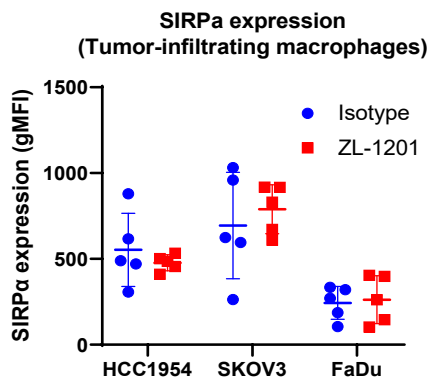 SIRPa expression
(Tumor-infiltrating macrophages)
SIRPα expression (gMFI)
1500
1000
500
0
Isotype
ZL-1201
HCC1954
SKOV3
FaDu